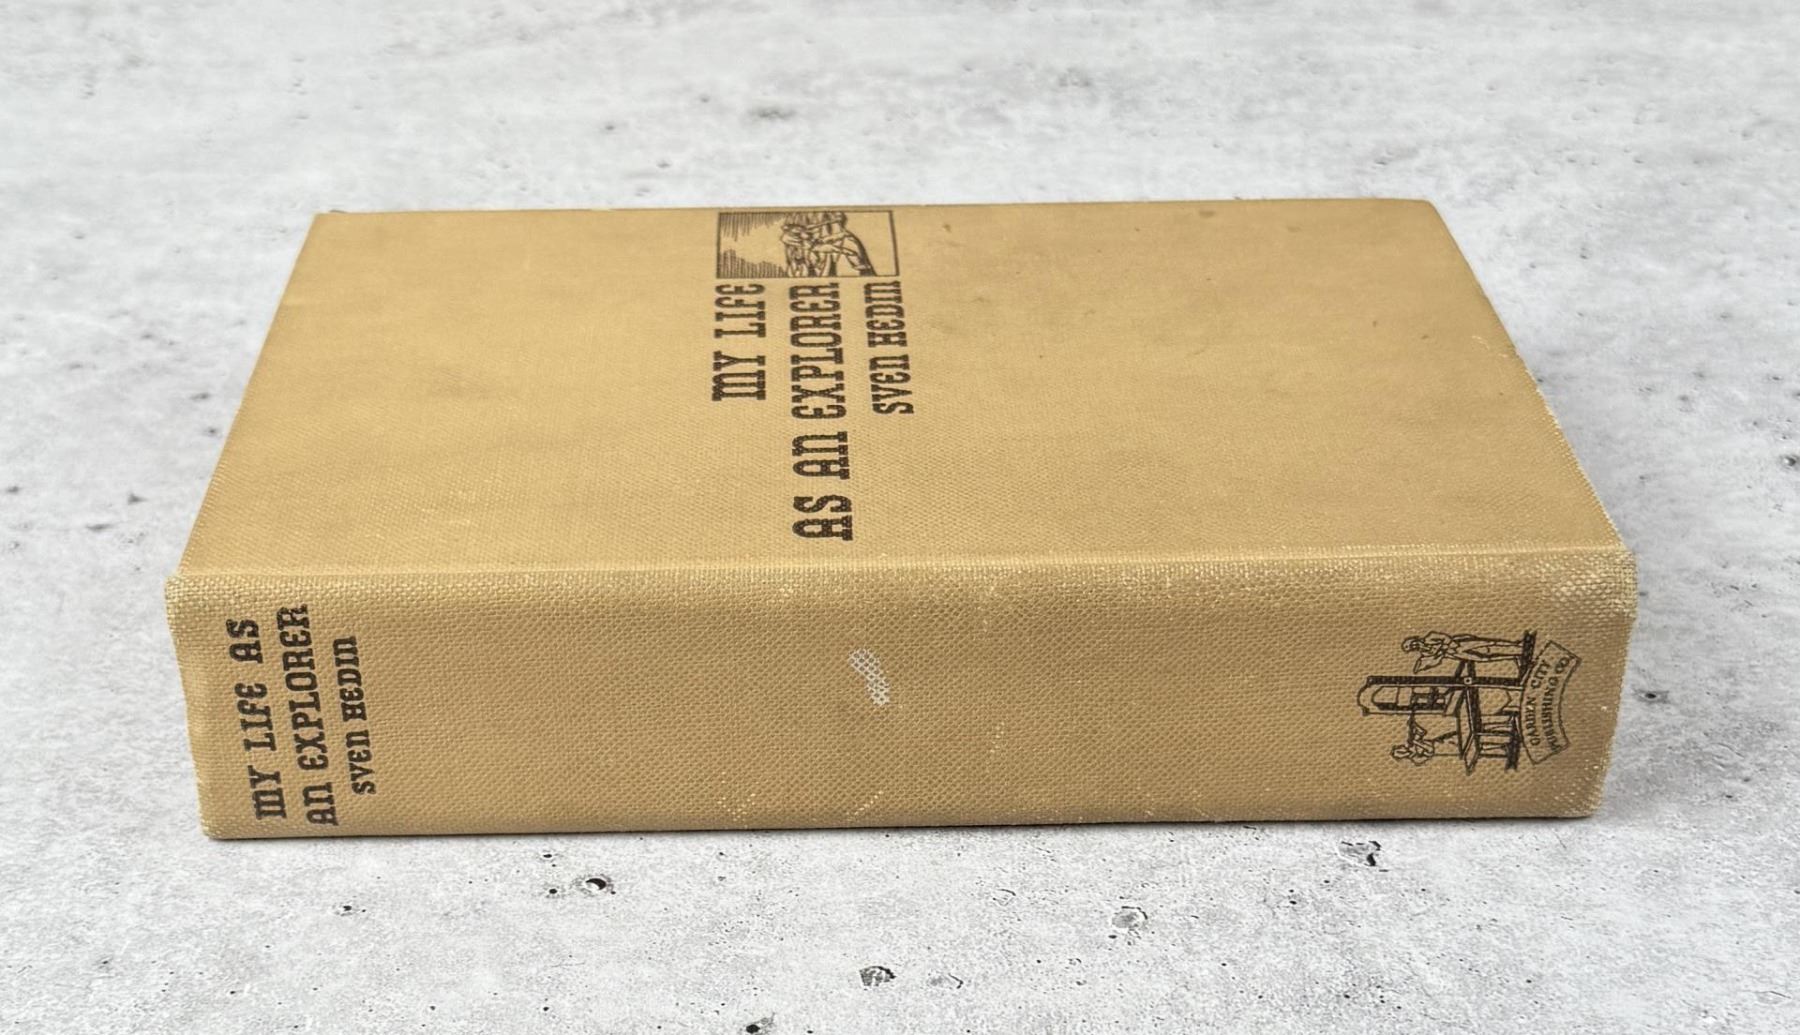 MY LIFE
AS AN EXPLORER
SVEN HEDIN
MY LIFE AS
AN EXPLORER
SVEN HEDIN
GARDEN CITY
PUBLISHING CO.